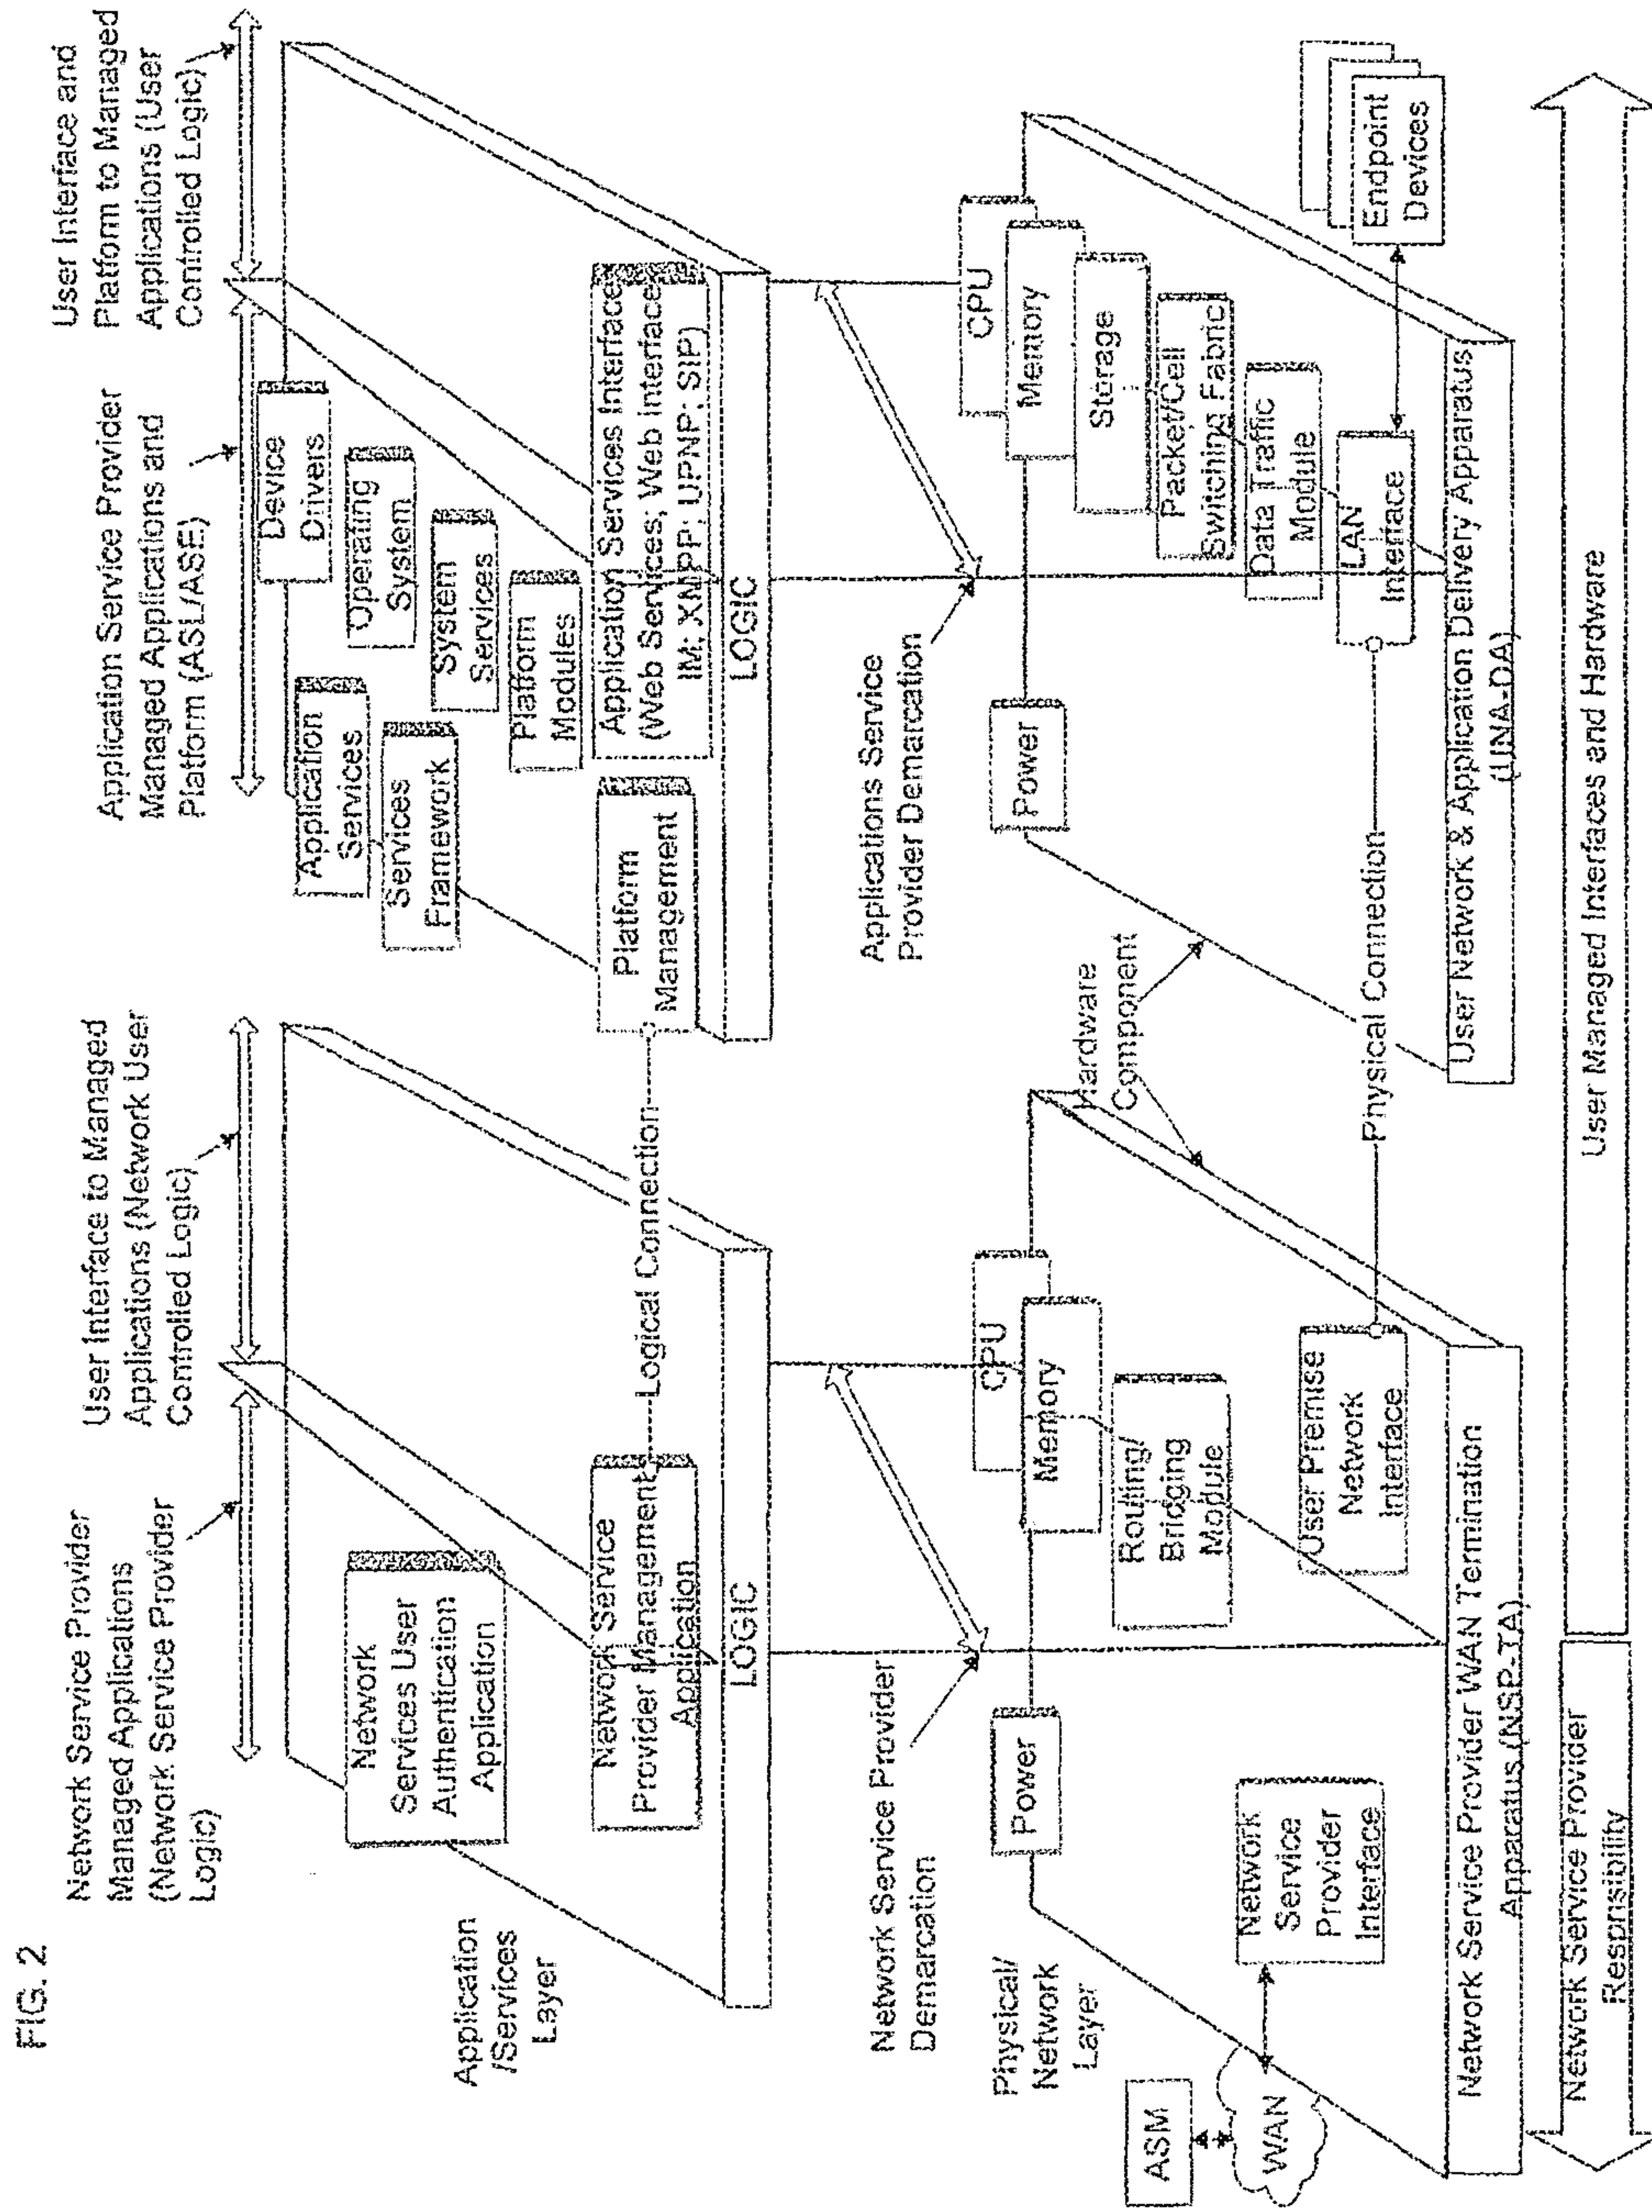 FIG. 2
Network Service Provider
Managed Applications
(Network Service Provider
Logic)
User Interface to Managed
Applications (Network User
Controlled Logic)
Application Service Provider
Managed Applications and
Platform (ASL/ASE)
User Interface and
Platform to Managed
Applications (User
Controlled Logic)
Application
/Services
Layer
Network
Services User
Authentication
Application
Network Service
Provider Management
Application
LOGIC
Logical Connection
Application
Services
Services
Framework
Platform
Management
Device
Drivers
Operating
System
System
Services
Platform
Modules
Application Services Interface
(Web Services; Web Interface
IM; XMPP; UPNP; SIP)
LOGIC
Network Service Provider
Demarcation
Applications Service
Provider Demarcation
Physical/
Network
Layer
ASM
WAN
Network
Service
Provider
Interface
Power
CPU
Memory
Routing/
Bridging
Module
User Premise
Network
Interface
Network Service Provider WAN Termination
Apparatus (NSP-TA)
Hardware
Component
Physical Connection
Power
CPU
Memory
Storage
Packet/Cell
Switching Fabric
Data Traffic
Module
LAN
Interface
Endpoint
Devices
User Network & Application Delivery Apparatus
(UNA-DA)
Network Service Provider
Respnsibility
User Managed Interfaces and Hardware